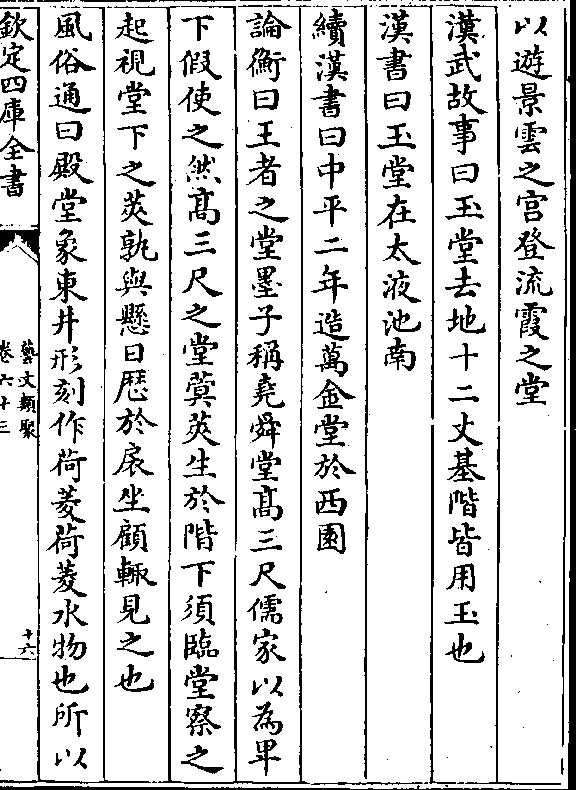 以遊景雲之宫登流霞之堂
漢武故事曰玉堂去地十二丈基階皆用玉也
漢書曰玉堂在太液池南
續漢書曰中平二年造萬金堂於西園
論衡曰王者之堂墨子稱堯舜堂髙三尺儒家以為卑
下假使之然髙三尺之堂蓂莢生於階下須臨堂察之
起視堂下之莢孰與懸日厯於扆坐顧輙見之也
風俗通曰殿堂象東井形刻作荷菱荷菱水物也所以
欽定四庫全書
藝文類聚
卷六十三
十六